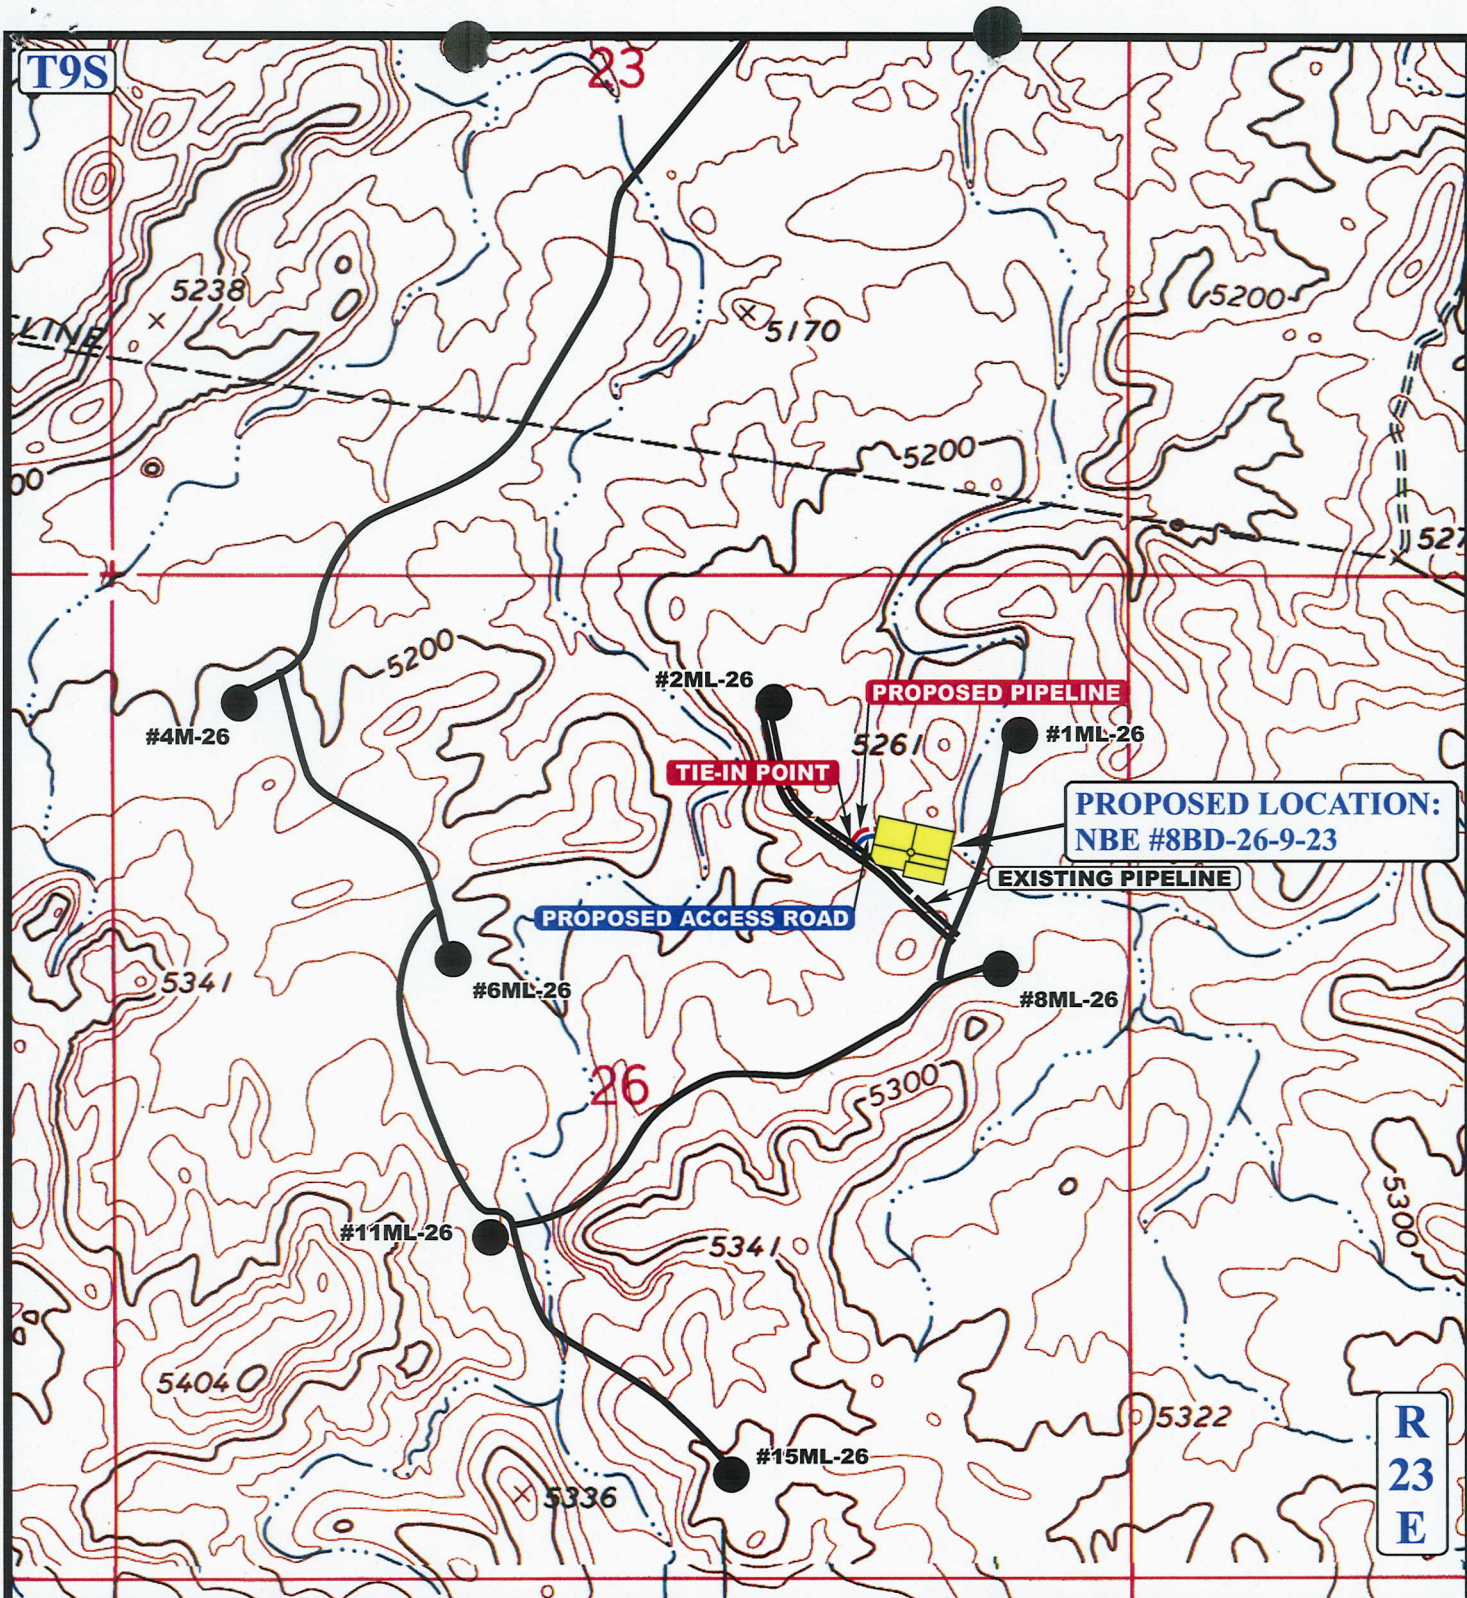 T9S
23
5238
5200
CLINE
5170
5200
00
527
5200
#2ML-26
PROPOSED PIPELINE
#4M-26
5261
#1ML-26
TIE-IN POINT
PROPOSED LOCATION:
NBE #8BD-26-9-23
EXISTING PIPELINE
PROPOSED ACCESS ROAD
5341
#6ML-26
#8ML-26
26
5300
5300
#11ML-26
5341
5404
5322
R
23
E
#15ML-26
5336